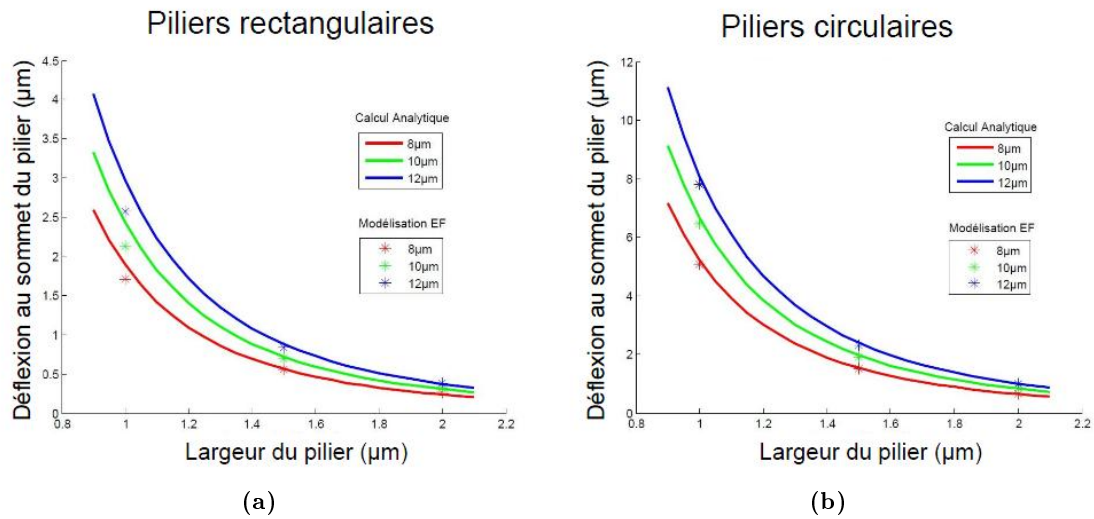 Piliers rectangulaires
Déflexion au sommet du pilier (µm)
4.5
4
3.5
3
2.5
2
1.5
1
0.5
0
0.8
1
1.2
1.4
1.6
1.8
2
2.2
Largeur du pilier (µm)
Calcul Analytique
8µm
10µm
12µm
Modélisation EF
8µm
10µm
12µm
(a)
Piliers circulaires
Déflexion au sommet du pilier (µm)
12
10
8
6
4
2
0
0.8
1
1.2
1.4
1.6
1.8
2
2.2
Largeur du pilier (µm)
Calcul Analytique
8µm
10µm
12µm
Modélisation EF
8µm
10µm
12µm
(b)